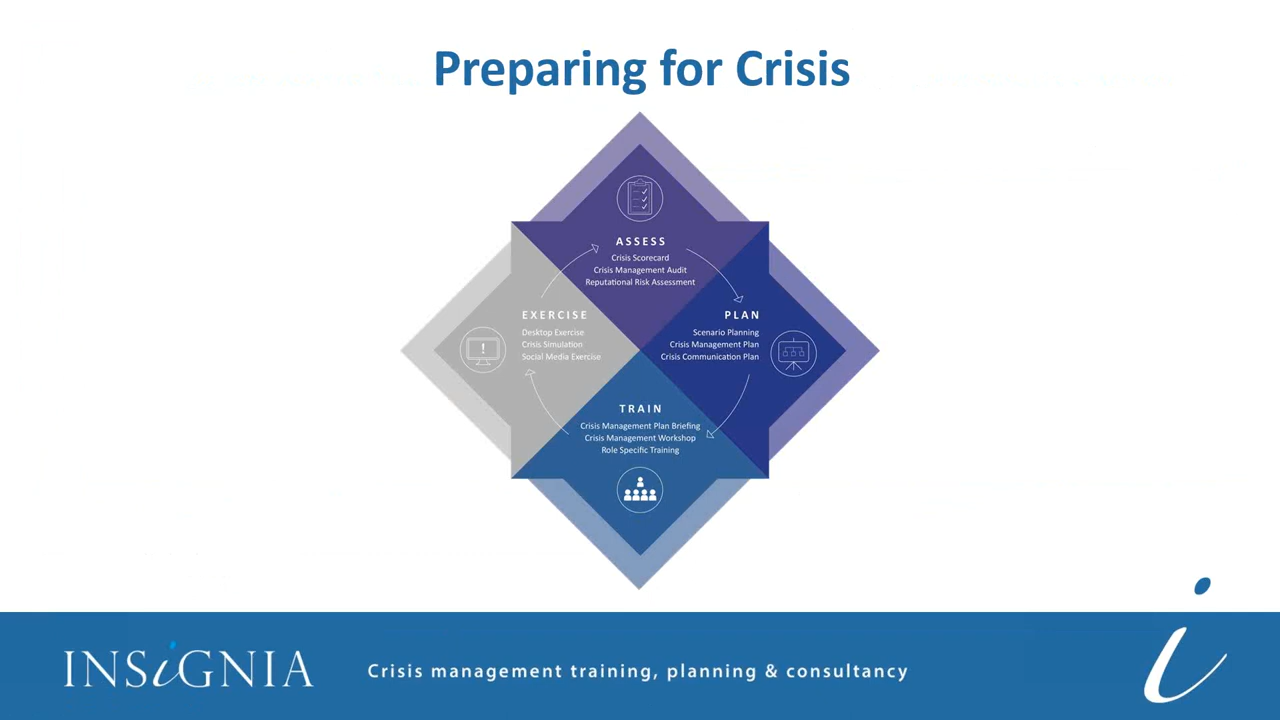 Preparing for Crisis
ASSESS
Crisis Scorecard
Crisis Management Audit
Reputational Risk Assessment
EXERCISE
Desktop Exercise
Crisis Simulation
Social Media Exercise
!
PLAN
Scenario Planning
Crisis Management Plan
Crisis Communication Plan
TRAIN
Crisis Management Plan Briefing
Crisis Management Workshop
Role Specific Training
INSiGNIA
Crisis management training, planning & consultancy
i